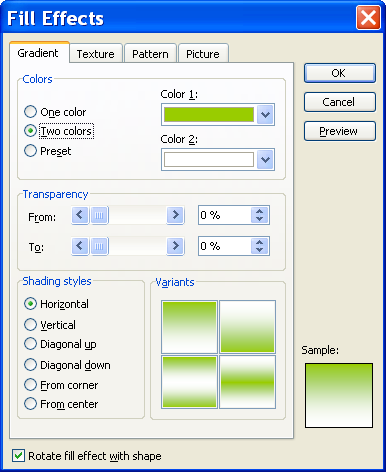 Fill Effects
Gradient Texture Pattern Picture
Colors
One color
Two colors
Preset
Color 1:
Color 2:
OK
Cancel
Preview
Transparency
From: 0 %
To: 0 %
Shading styles
Horizontal
Vertical
Diagonal up
Diagonal down
From corner
From center
Variants
Sample:
Rotate fill effect with shape